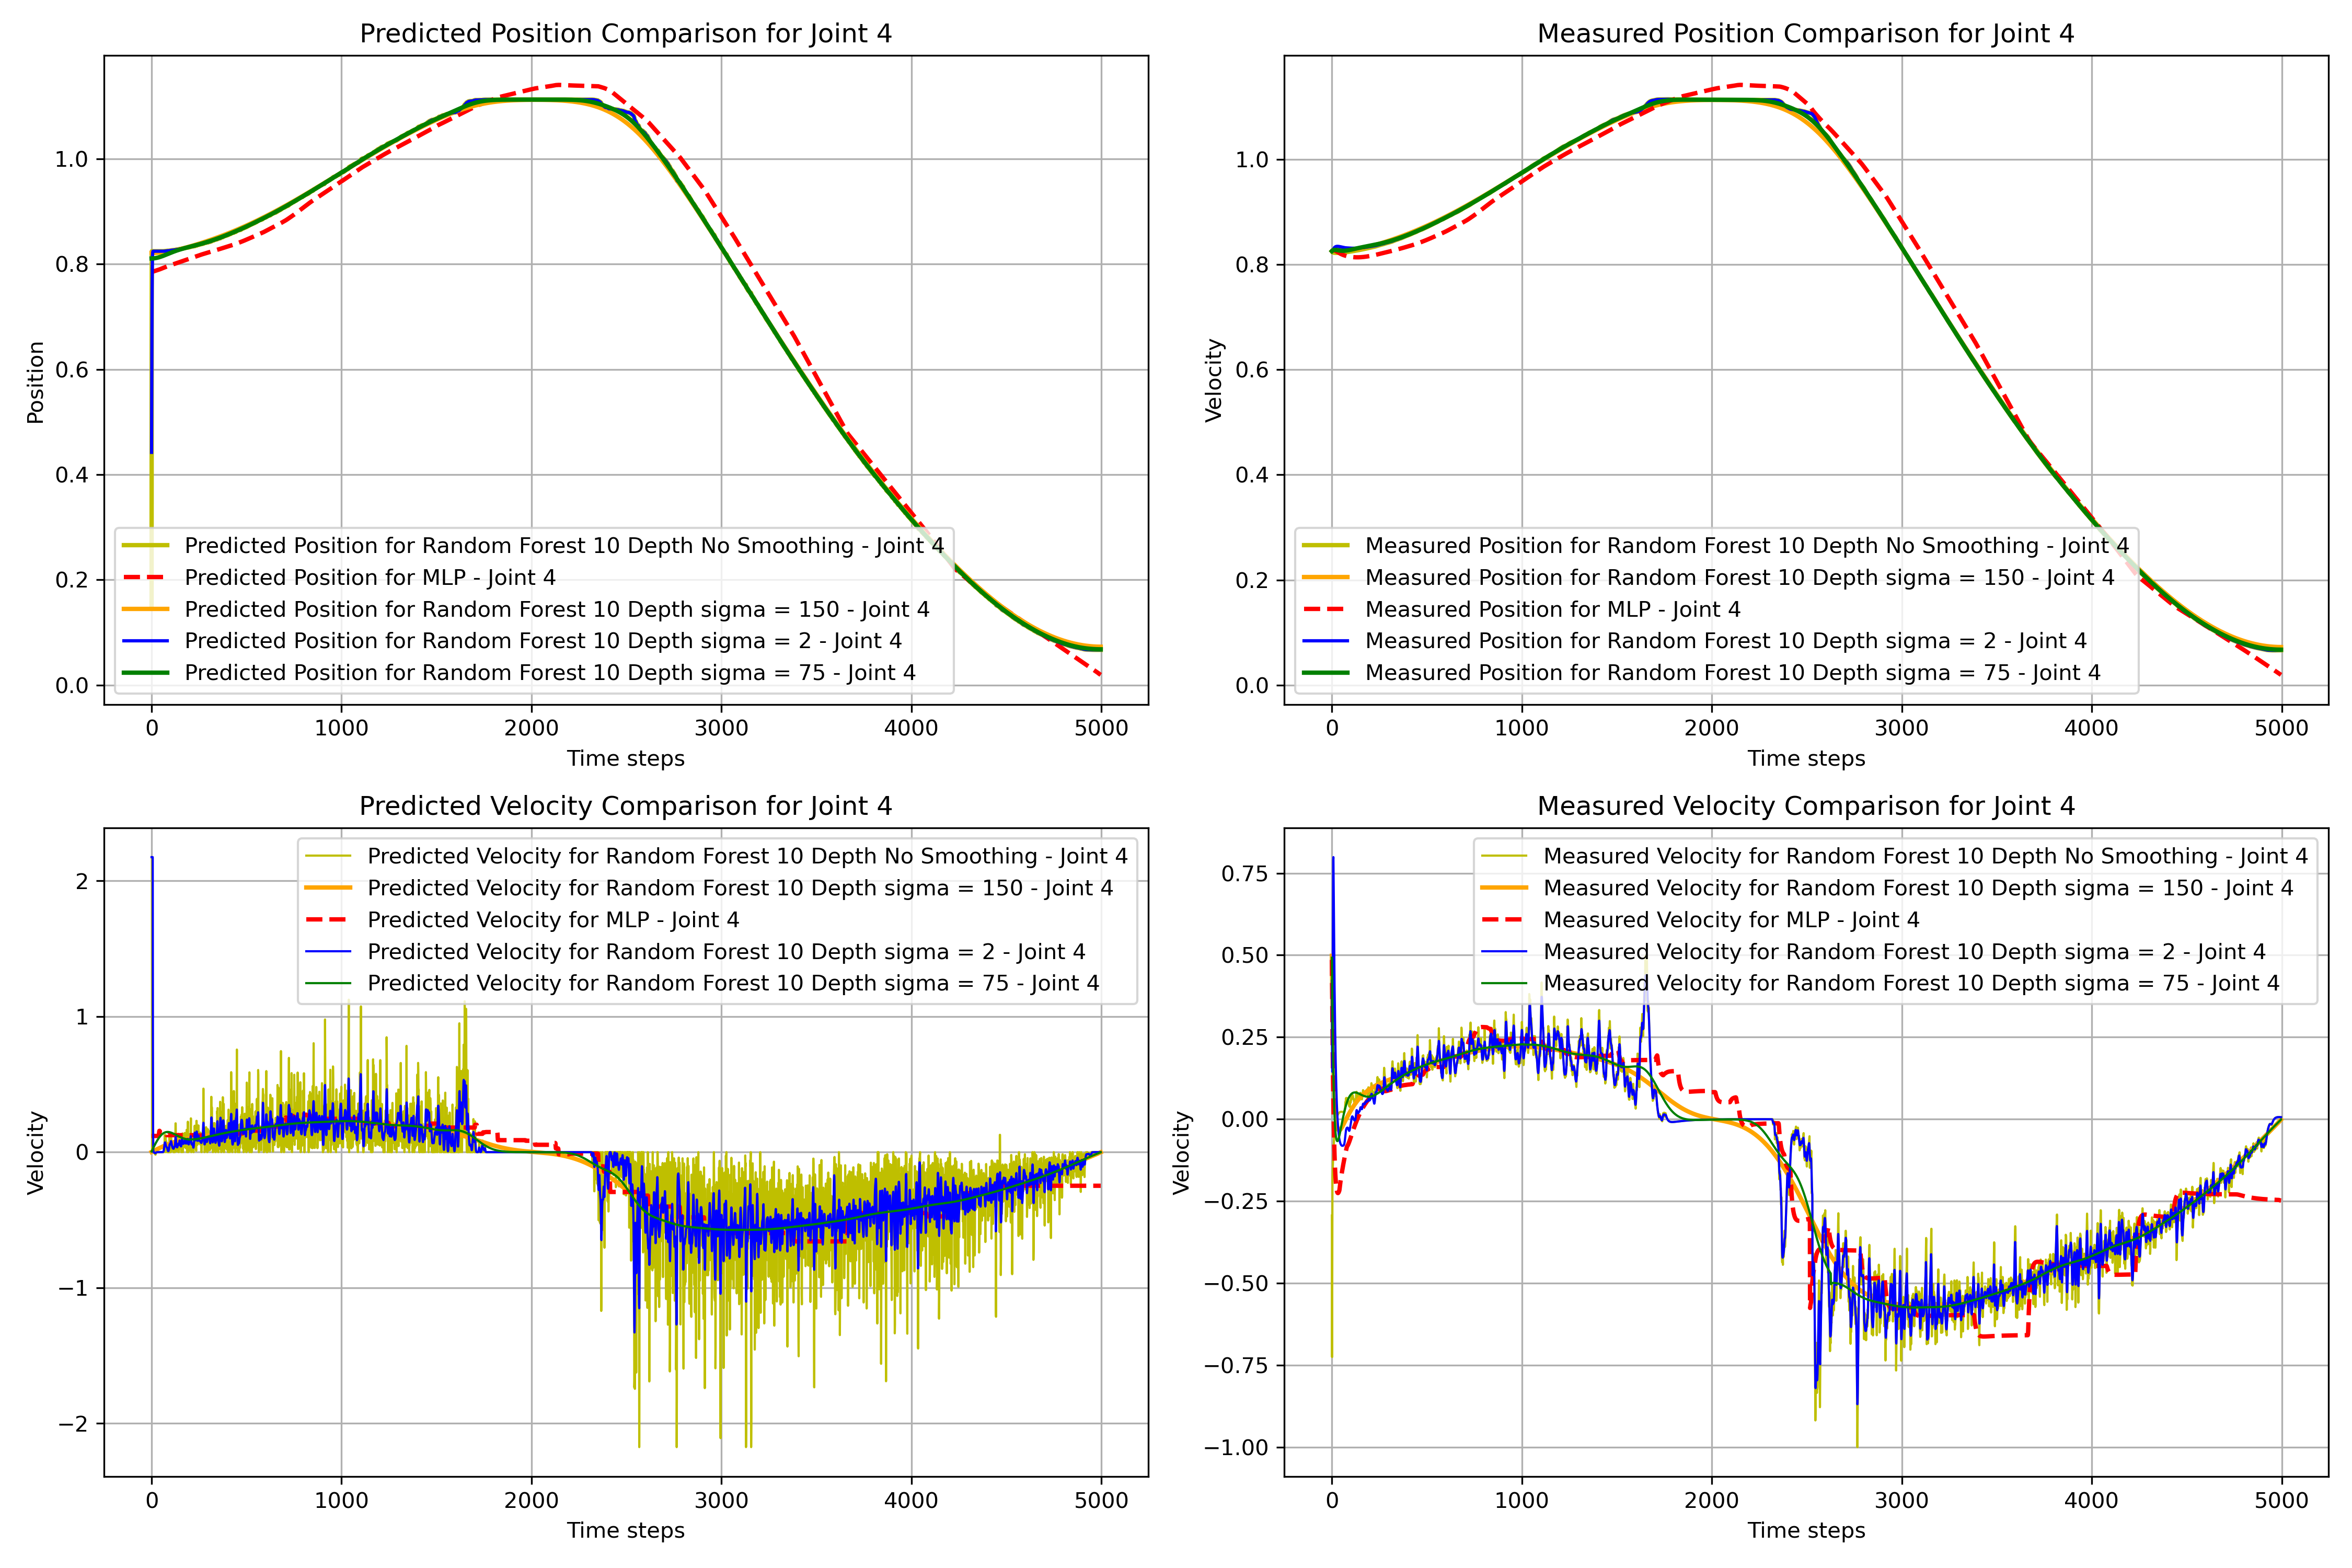 Predicted Position Comparison for Joint 4
Position
1.0
0.8
0.6
0.4
0.2
0.0
Predicted Position for Random Forest 10 Depth No Smoothing - Joint 4
Predicted Position for MLP - Joint 4
Predicted Position for Random Forest 10 Depth sigma = 150 - Joint 4
Predicted Position for Random Forest 10 Depth sigma = 2 - Joint 4
Predicted Position for Random Forest 10 Depth sigma = 75 - Joint 4
0 1000 2000 3000 4000 5000
Time steps
Measured Position Comparison for Joint 4
Velocity
1.0
0.8
0.6
0.4
0.2
0.0
Measured Position for Random Forest 10 Depth No Smoothing - Joint 4
Measured Position for Random Forest 10 Depth sigma = 150 - Joint 4
Measured Position for MLP - Joint 4
Measured Position for Random Forest 10 Depth sigma = 2 - Joint 4
Measured Position for Random Forest 10 Depth sigma = 75 - Joint 4
0 1000 2000 3000 4000 5000
Time steps
Predicted Velocity Comparison for Joint 4
Velocity
2
1
0
−1
−2
Predicted Velocity for Random Forest 10 Depth No Smoothing - Joint 4
Predicted Velocity for Random Forest 10 Depth sigma = 150 - Joint 4
Predicted Velocity for MLP - Joint 4
Predicted Velocity for Random Forest 10 Depth sigma = 2 - Joint 4
Predicted Velocity for Random Forest 10 Depth sigma = 75 - Joint 4
0 1000 2000 3000 4000 5000
Time steps
Measured Velocity Comparison for Joint 4
Velocity
0.75
0.50
0.25
0.00
−0.25
−0.50
−0.75
−1.00
Measured Velocity for Random Forest 10 Depth No Smoothing - Joint 4
Measured Velocity for Random Forest 10 Depth sigma = 150 - Joint 4
Measured Velocity for MLP - Joint 4
Measured Velocity for Random Forest 10 Depth sigma = 2 - Joint 4
Measured Velocity for Random Forest 10 Depth sigma = 75 - Joint 4
0 1000 2000 3000 4000 5000
Time steps